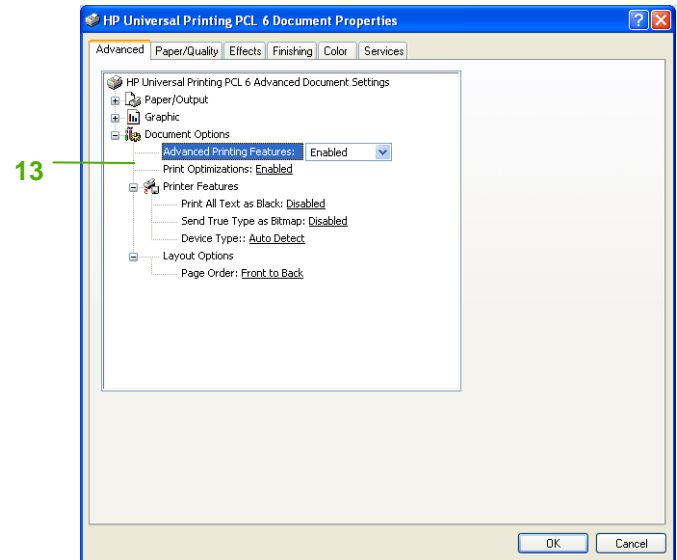 HP Universal Printing PCL 6 Document Properties
Advanced Paper/Quality Effects Finishing Color Services
HP Universal Printing PCL 6 Advanced Document Settings
Paper/Output
Graphic
Document Options
Advanced Printing Features: Enabled
13
Print Optimizations: Enabled
Printer Features
Print All Text as Black: Disabled
Send True Type as Bitmap: Disabled
Device Type:: Auto Detect
Layout Options
Page Order: Front to Back
OK Cancel